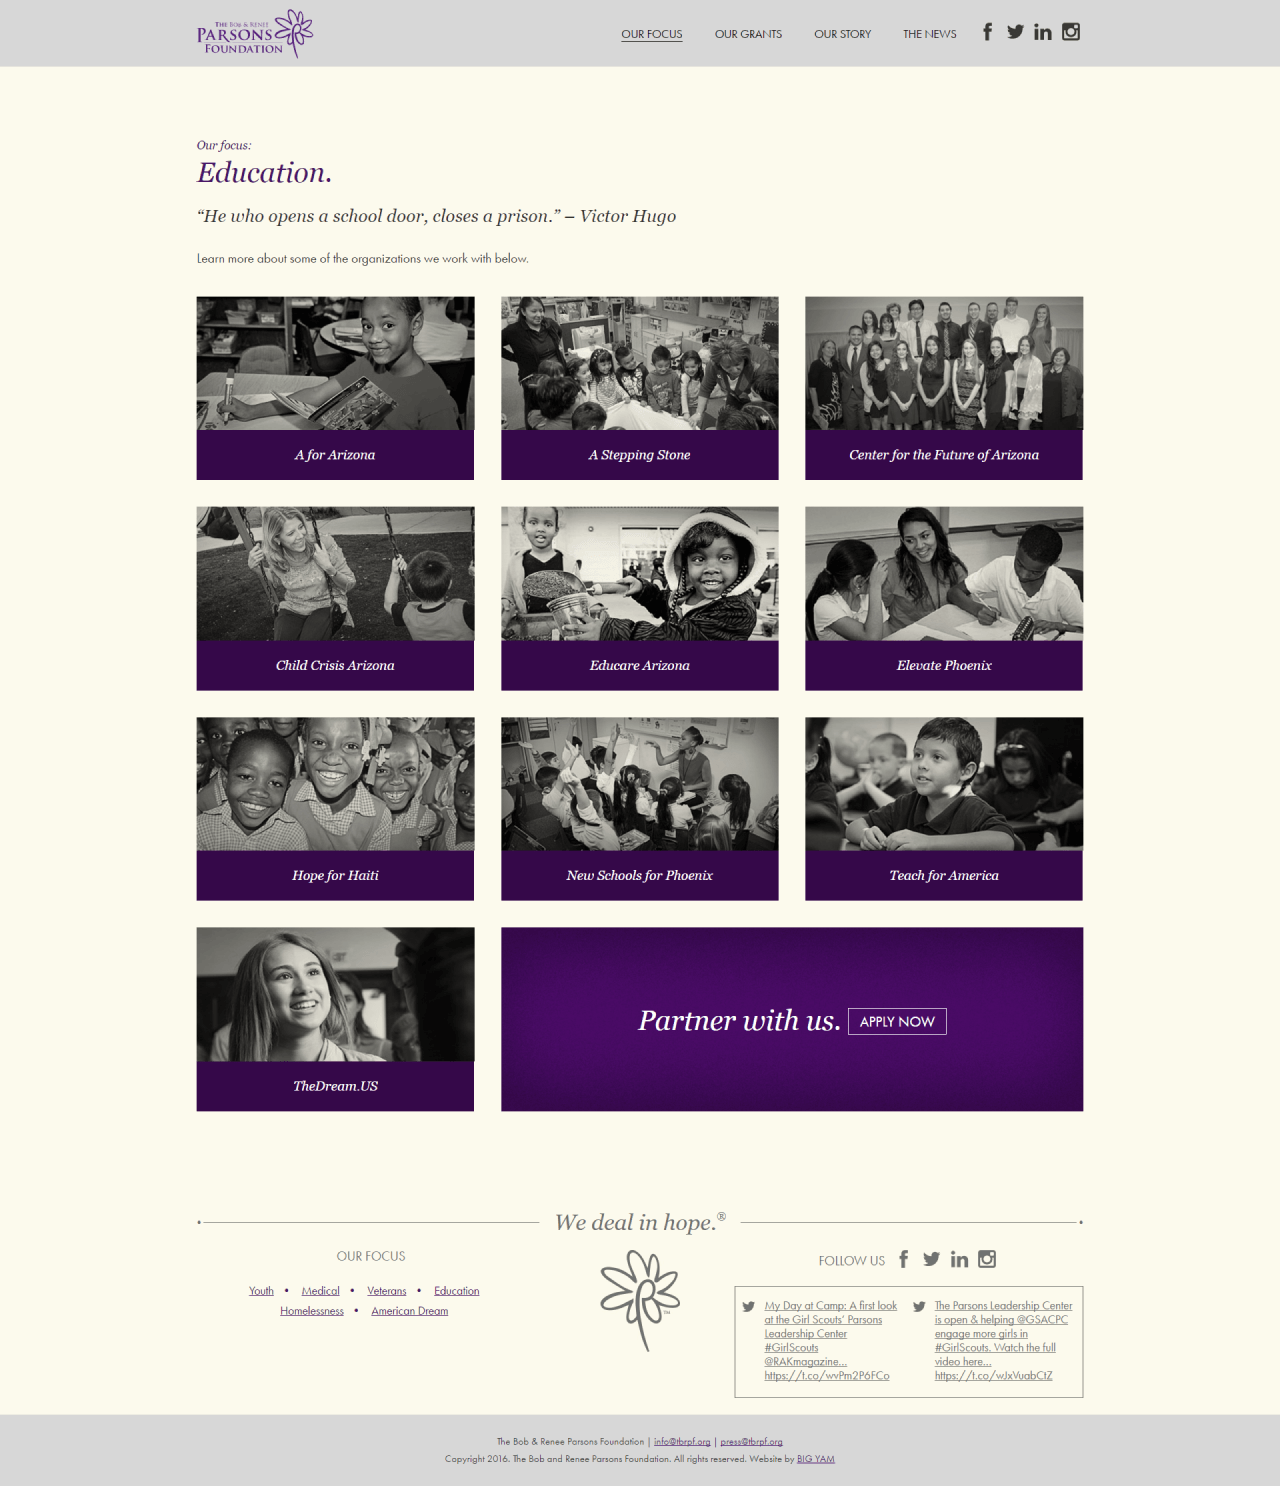 THE BOB & RENEE
PARSONS
FOUNDATION
OUR FOCUS OUR GRANTS OUR STORY THE NEWS
Our focus:
Education.
“He who opens a school door, closes a prison.” – Victor Hugo
Learn more about some of the organizations we work with below.
A for Arizona
A Stepping Stone
Center for the Future of Arizona
Child Crisis Arizona
Educare Arizona
Elevate Phoenix
Hope for Haiti
New Schools for Phoenix
Teach for America
TheDream.US
Partner with us. APPLY NOW
We deal in hope.®
OUR FOCUS
Youth • Medical • Veterans • Education
Homelessness • American Dream
TM
FOLLOW US
My Day at Camp: A first look
at the Girl Scouts’ Parsons
Leadership Center
#GirlScouts
@RAKmagazine…
https://t.co/wvPm2P6FCo
The Parsons Leadership Center
is open & helping @GSACPC
engage more girls in
#GirlScouts. Watch the full
video here…
https://t.co/wJxVuabCtZ
The Bob & Renee Parsons Foundation | info@tbrpf.org | press@tbrpf.org
Copyright 2016. The Bob and Renee Parsons Foundation. All rights reserved. Website by BIG YAM